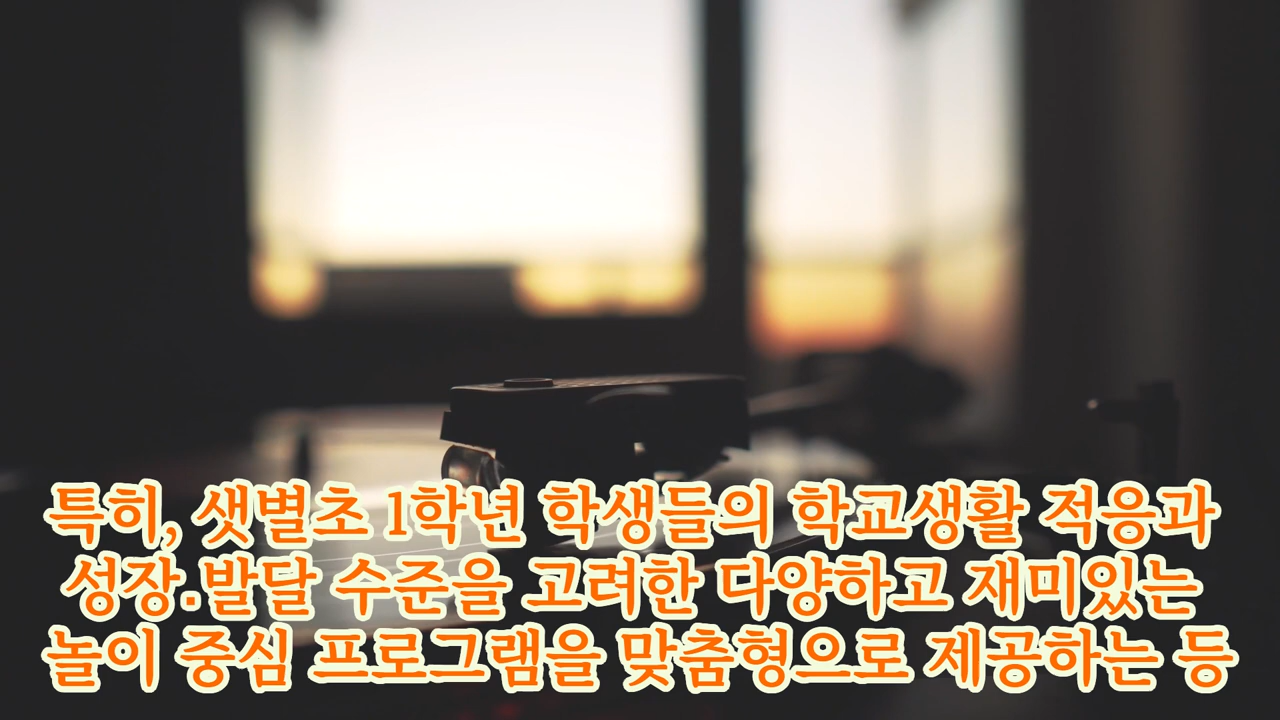 특히, 샛별초 1학년 학생들의 학교생활 적응과
성장.발달 수준을 고려한 다양하고 재미있는
놀이 중심 프로그램을 맞춤형으로 제공하는 등